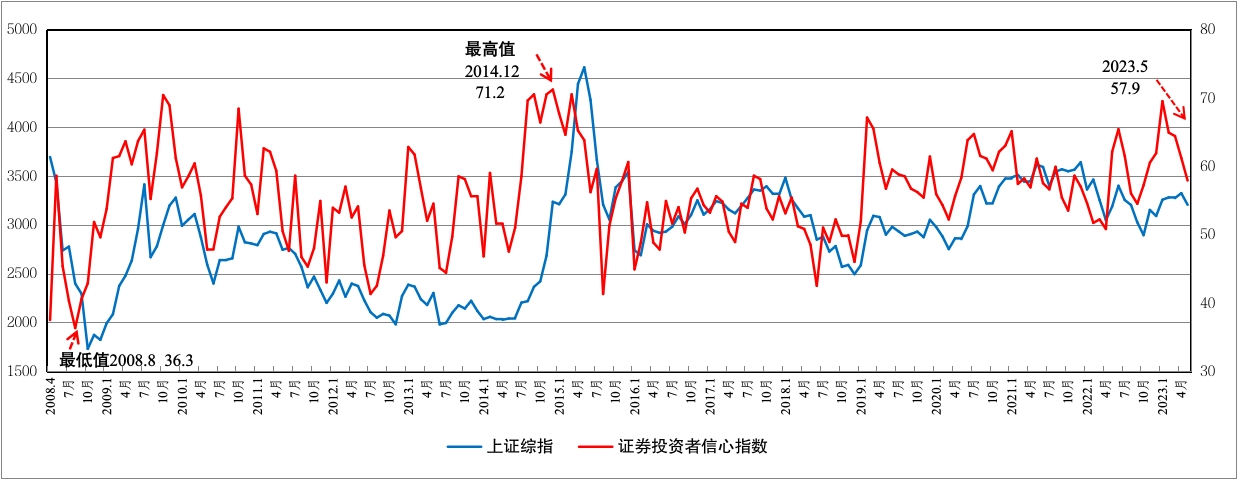 5000
4500
4000
3500
3000
2500
2000
1500
80
70
60
50
40
30
最高值
2014.12
71.2
2023.5
57.9
最低值2008.8 36.3
2008.4
7月
10月
2009.1
4月
7月
10月
2010.1
4月
7月
10月
2011.1
4月
7月
10月
2012.1
4月
7月
10月
2013.1
4月
7月
10月
2014.1
4月
7月
10月
2015.1
4月
7月
10月
2016.1
4月
7月
10月
2017.1
4月
7月
10月
2018.1
4月
7月
10月
2019.1
4月
7月
10月
2020.1
4月
7月
10月
2021.1
4月
7月
10月
2022.1
4月
7月
10月
2023.1
4月
上证综指
证券投资者信心指数